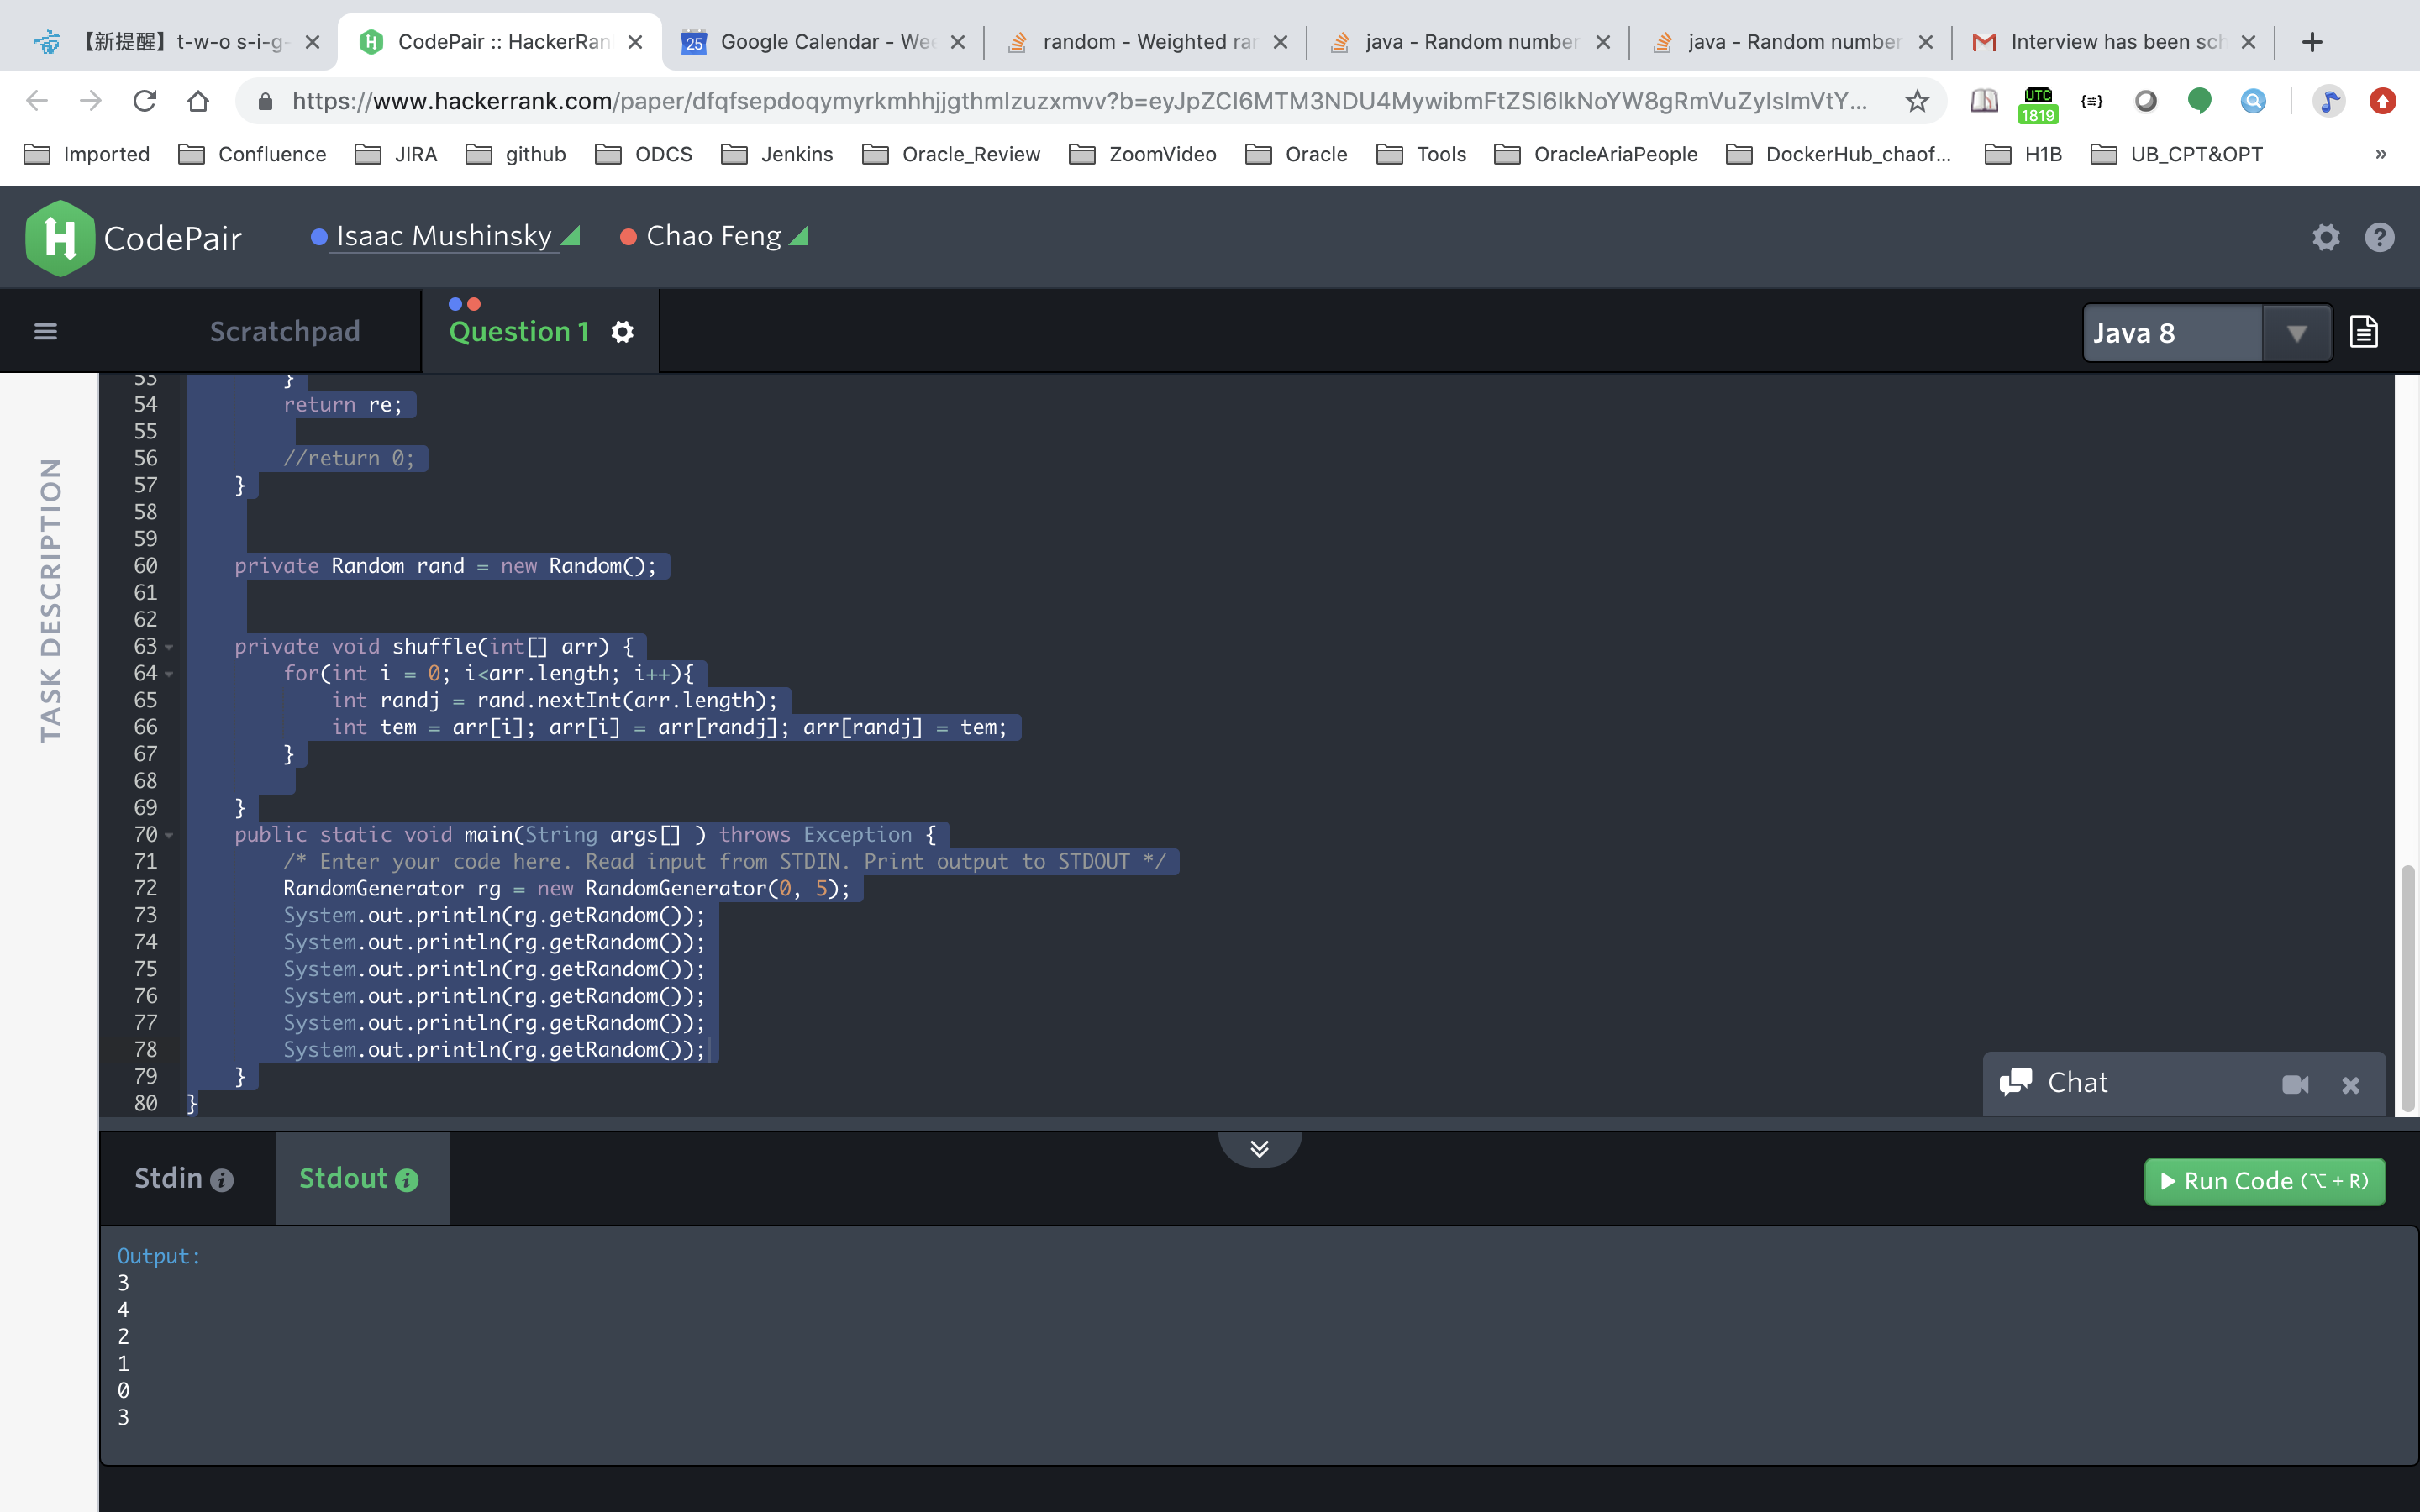 【新提醒】t-w-o s-i-g-
CodePair :: HackerRan
25
Google Calendar - Wee
random - Weighted ran
java - Random number
java - Random number
Interview has been sch
https://www.hackerrank.com/paper/dfqfsepdoqymyrkmhhjjgthmlzuzxmvv?b=eyJpZCI6MTM3NDU4MywibmFtZSI6IkNoYW8gRmVuZyIsImVtY...
UTC
1819
Imported
Confluence
JIRA
github
ODCS
Jenkins
Oracle_Review
ZoomVideo
Oracle
Tools
OracleAriaPeople
DockerHub_chaof...
H1B
UB_CPT&OPT
»
H CodePair
Isaac Mushinsky
Chao Feng
Scratchpad
Question 1
Java 8
TASK DESCRIPTION
53 }
54 return re;
55
56 //return 0;
57 }
58
59
60 private Random rand = new Random();
61
62
63 private void shuffle(int[] arr) {
64 for(int i = 0; i<arr.length; i++){
65 int randj = rand.nextInt(arr.length);
66 int tem = arr[i]; arr[i] = arr[randj]; arr[randj] = tem;
67 }
68
69 }
70 public static void main(String args[] ) throws Exception {
71 /* Enter your code here. Read input from STDIN. Print output to STDOUT */
72 RandomGenerator rg = new RandomGenerator(0, 5);
73 System.out.println(rg.getRandom());
74 System.out.println(rg.getRandom());
75 System.out.println(rg.getRandom());
76 System.out.println(rg.getRandom());
77 System.out.println(rg.getRandom());
78 System.out.println(rg.getRandom());
79 }
80 }
Chat
Stdin
Stdout
Run Code (⌥ + R)
Output:
3
4
2
1
0
3